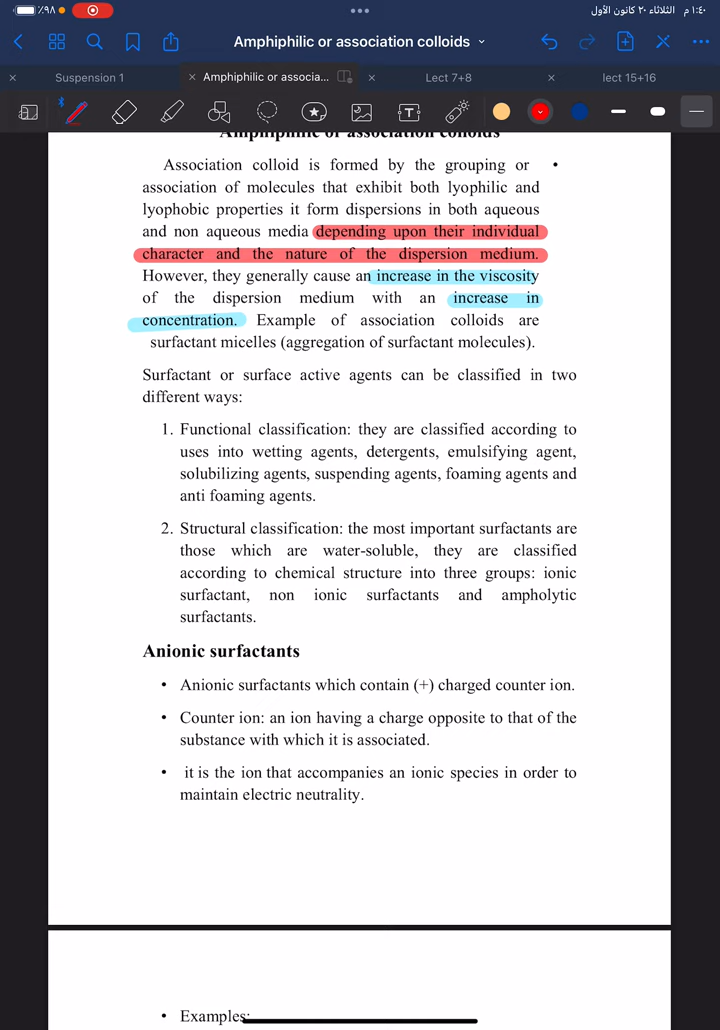 ٪٩٨
١:٤٠ م الثلاثاء ٢٠ كانون الأول
Amphiphilic or association colloids
Suspension 1
Amphiphilic or associa...
Lect 7+8
lect 15+16
Amphiphilic or association colloids
Association colloid is formed by the grouping or •
association of molecules that exhibit both lyophilic and
lyophobic properties it form dispersions in both aqueous
and non aqueous media depending upon their individual
character and the nature of the dispersion medium.
However, they generally cause an increase in the viscosity
of the dispersion medium with an increase in
concentration. Example of association colloids are
surfactant micelles (aggregation of surfactant molecules).
Surfactant or surface active agents can be classified in two
different ways:
1. Functional classification: they are classified according to
uses into wetting agents, detergents, emulsifying agent,
solubilizing agents, suspending agents, foaming agents and
anti foaming agents.
2. Structural classification: the most important surfactants are
those which are water-soluble, they are classified
according to chemical structure into three groups: ionic
surfactant, non ionic surfactants and ampholytic
surfactants.
Anionic surfactants
• Anionic surfactants which contain (+) charged counter ion.
• Counter ion: an ion having a charge opposite to that of the
substance with which it is associated.
• it is the ion that accompanies an ionic species in order to
maintain electric neutrality.
• Examples: